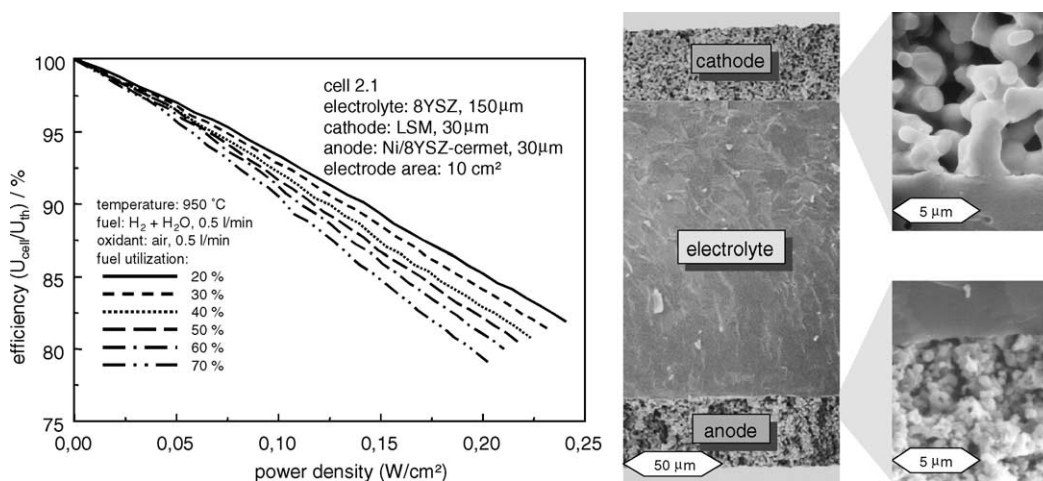 100
95
90
85
80
75
efficiency (U_cell/U_th) / %
cell 2.1
electrolyte: 8YSZ, 150µm
cathode: LSM, 30µm
anode: Ni/8YSZ-cermet, 30µm
electrode area: 10 cm²
temperature: 950 °C
fuel: H₂ + H₂O, 0.5 l/min
oxidant: air, 0.5 l/min
fuel utilization:
20 %
30 %
40 %
50 %
60 %
70 %
0,00 0,05 0,10 0,15 0,20 0,25
power density (W/cm²)
cathode
electrolyte
anode
50 µm
5 µm
5 µm